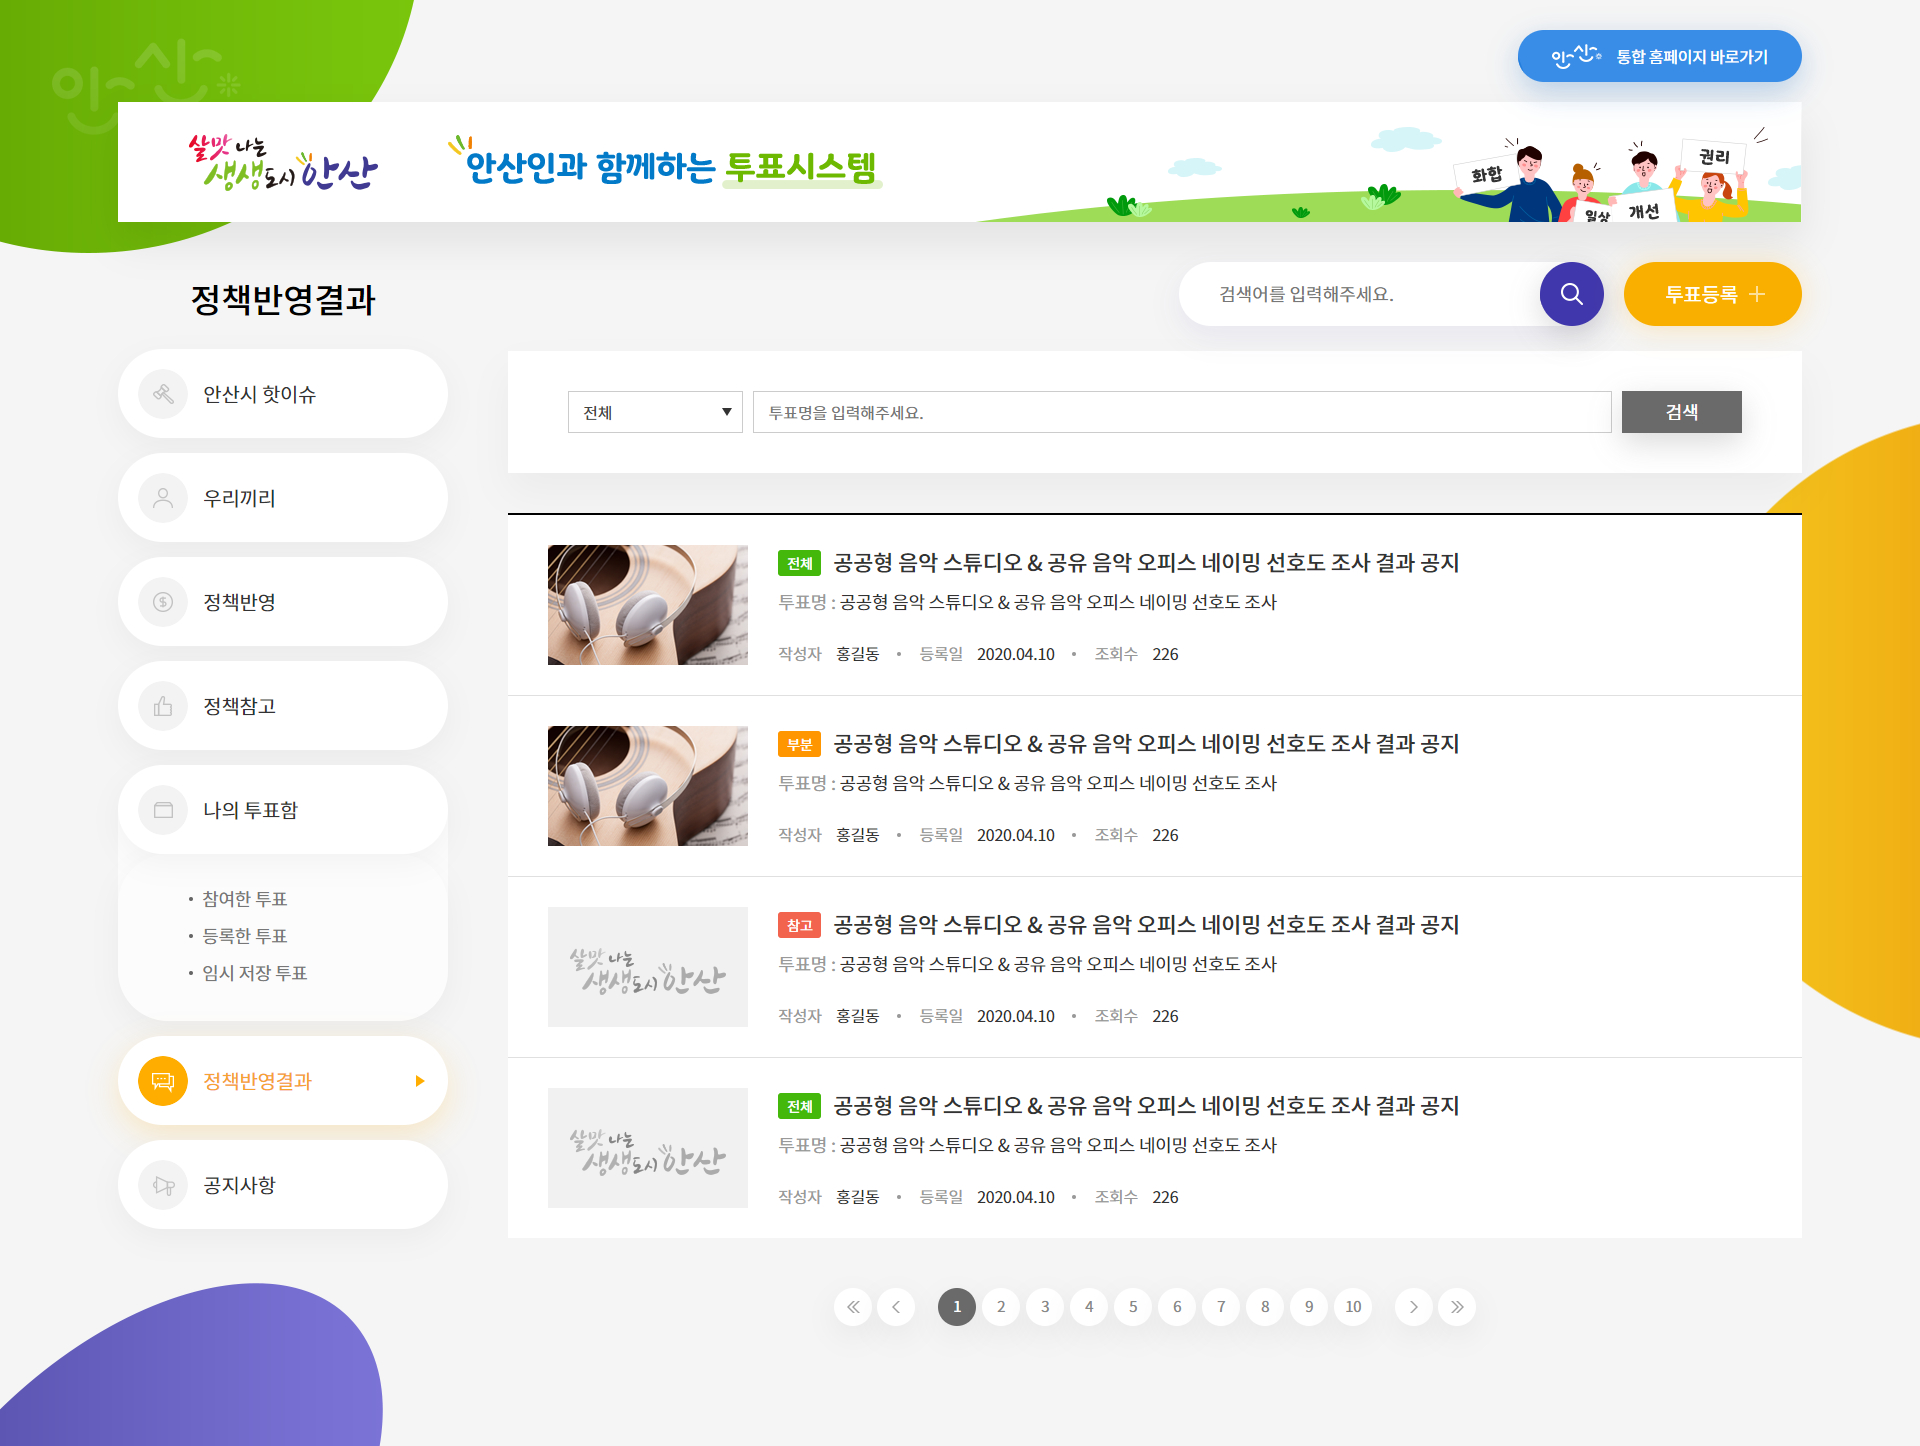 안산
안산 통합 홈페이지 바로가기
살맛 나는
생생도시 안산
안산인과 함께하는 투표시스템
화합
일상
개선
권리
정책반영결과
검색어를 입력해주세요.
투표등록
안산시 핫이슈
우리끼리
정책반영
정책참고
나의 투표함
· 참여한 투표
· 등록한 투표
· 임시 저장 투표
정책반영결과
공지사항
전체
투표명을 입력해주세요.
검색
전체 공공형 음악 스튜디오 & 공유 음악 오피스 네이밍 선호도 조사 결과 공지
투표명 : 공공형 음악 스튜디오 & 공유 음악 오피스 네이밍 선호도 조사
작성자 홍길동 • 등록일 2020.04.10 • 조회수 226
부분 공공형 음악 스튜디오 & 공유 음악 오피스 네이밍 선호도 조사 결과 공지
투표명 : 공공형 음악 스튜디오 & 공유 음악 오피스 네이밍 선호도 조사
작성자 홍길동 • 등록일 2020.04.10 • 조회수 226
살맛 나는
생생도시 안산
참고 공공형 음악 스튜디오 & 공유 음악 오피스 네이밍 선호도 조사 결과 공지
투표명 : 공공형 음악 스튜디오 & 공유 음악 오피스 네이밍 선호도 조사
작성자 홍길동 • 등록일 2020.04.10 • 조회수 226
살맛 나는
생생도시 안산
전체 공공형 음악 스튜디오 & 공유 음악 오피스 네이밍 선호도 조사 결과 공지
투표명 : 공공형 음악 스튜디오 & 공유 음악 오피스 네이밍 선호도 조사
작성자 홍길동 • 등록일 2020.04.10 • 조회수 226
1 2 3 4 5 6 7 8 9 10